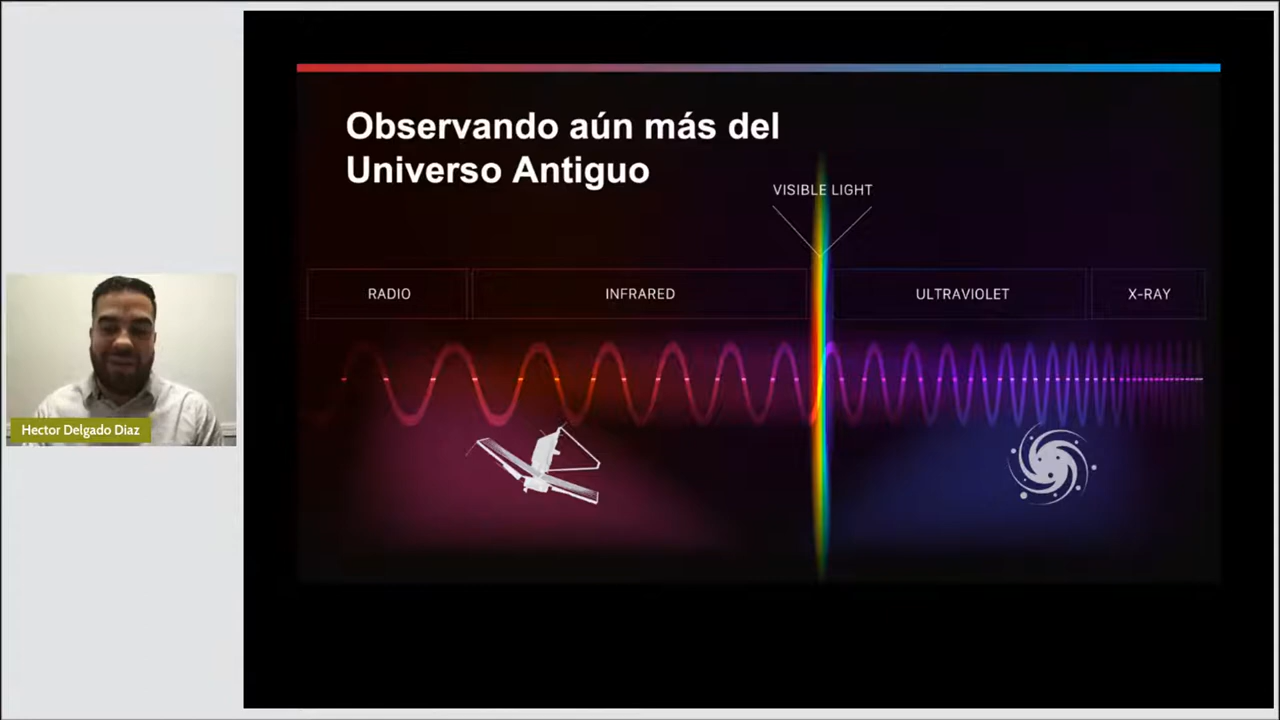 Observando aún más del
Universo Antiguo
VISIBLE LIGHT
RADIO
INFRARED
ULTRAVIOLET
X-RAY
Hector Delgado Diaz